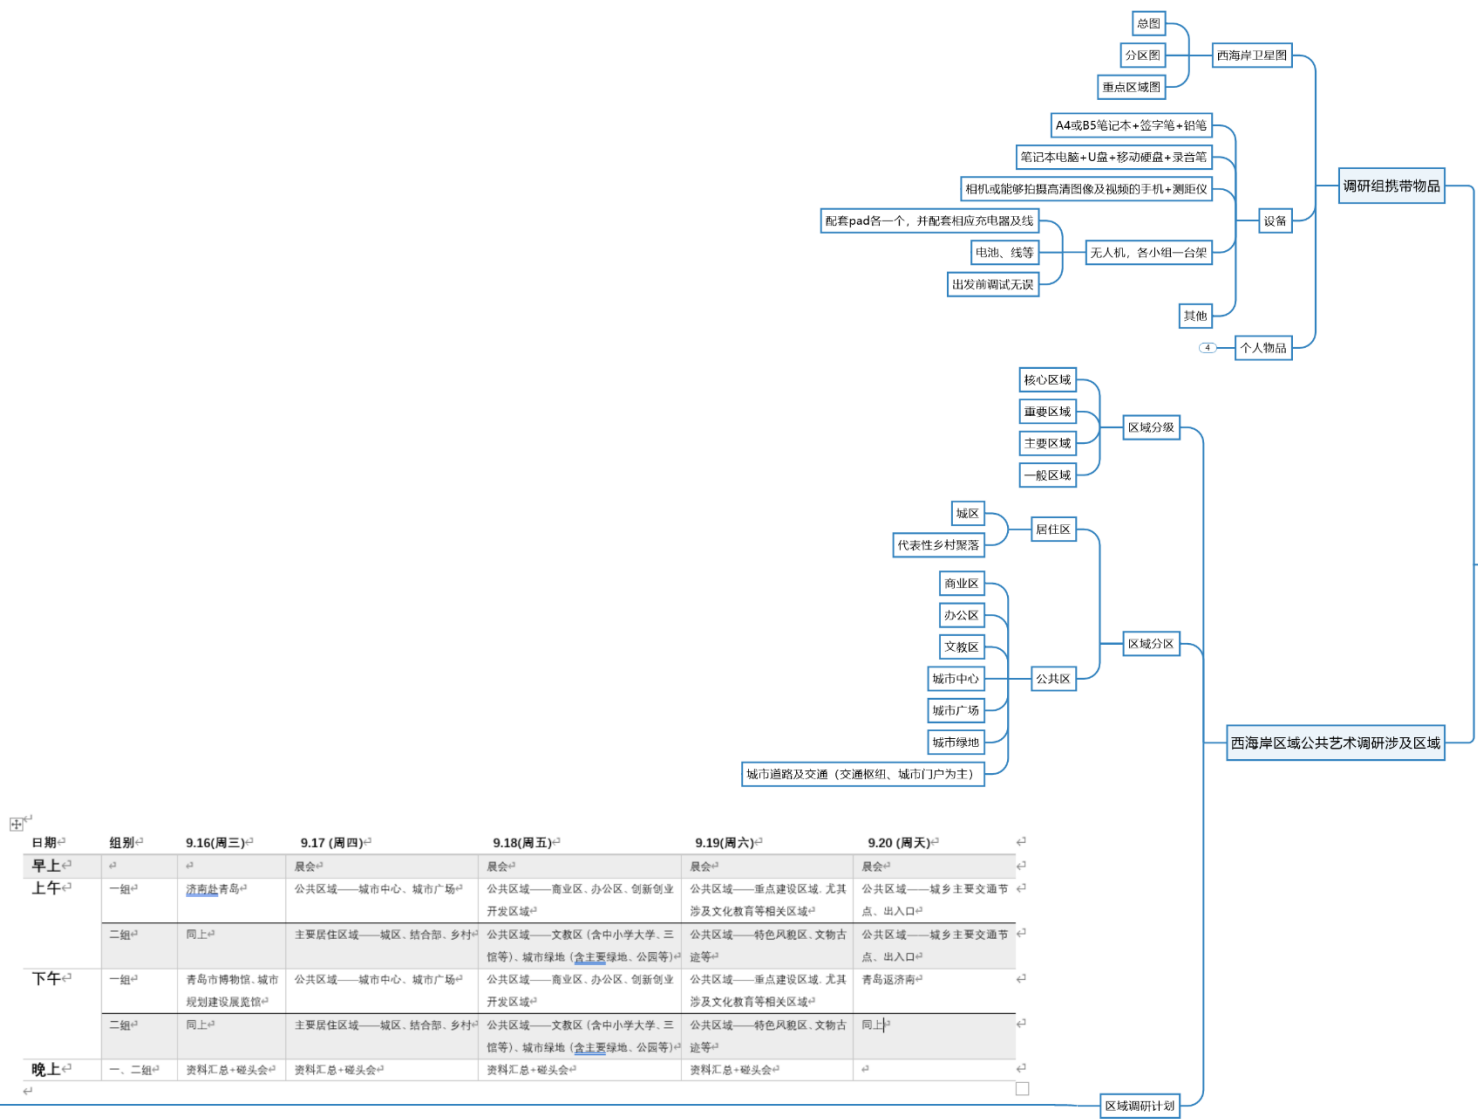 总图
分区图
重点区域图
西海岸卫星图
A4或B5笔记本+签字笔+铅笔
笔记本电脑+U盘+移动硬盘+录音笔
相机或能够拍摄高清图像及视频的手机+测距仪
配套pad各一个，并配套相应充电器及线
电池、线等
出发前调试无误
无人机，各小组一台架
其他
设备
4
个人物品
调研组携带物品
核心区域
重要区域
主要区域
一般区域
区域分级
城区
代表性乡村聚落
居住区
商业区
办公区
文教区
城市中心
城市广场
城市绿地
城市道路及交通（交通枢纽、城市门户为主）
公共区
区域分区
西海岸区域公共艺术调研涉及区域
日期 组别 9.16(周三) 9.17 (周四) 9.18(周五) 9.19(周六) 9.20 (周天)
早上 晨会 晨会 晨会 晨会
上午 一组 济南赴青岛 公共区域——城市中心、城市广场 公共区域——商业区、办公区、创新创业 公共区域——重点建设区域，尤其 公共区域——城乡主要交通节
开发区域 涉及文化教育等相关区域 点、出入口
二组 同上 主要居住区域——城区、结合部、乡村 公共区域——文教区（含中小学大学、三 公共区域——特色风貌区、文物古 公共区域——城乡主要交通节
馆等）、城市绿地（含主要绿地、公园等） 迹等 点、出入口
下午 一组 青岛市博物馆、城市 公共区域——城市中心、城市广场 公共区域——商业区、办公区、创新创业 公共区域——重点建设区域，尤其 青岛返济南
规划建设展览馆 开发区域 涉及文化教育等相关区域
二组 同上 主要居住区域——城区、结合部、乡村 公共区域——文教区（含中小学大学、三 公共区域——特色风貌区、文物古 同上
馆等）、城市绿地（含主要绿地、公园等） 迹等
晚上 一、二组 资料汇总+碰头会 资料汇总+碰头会 资料汇总+碰头会 资料汇总+碰头会
区域调研计划